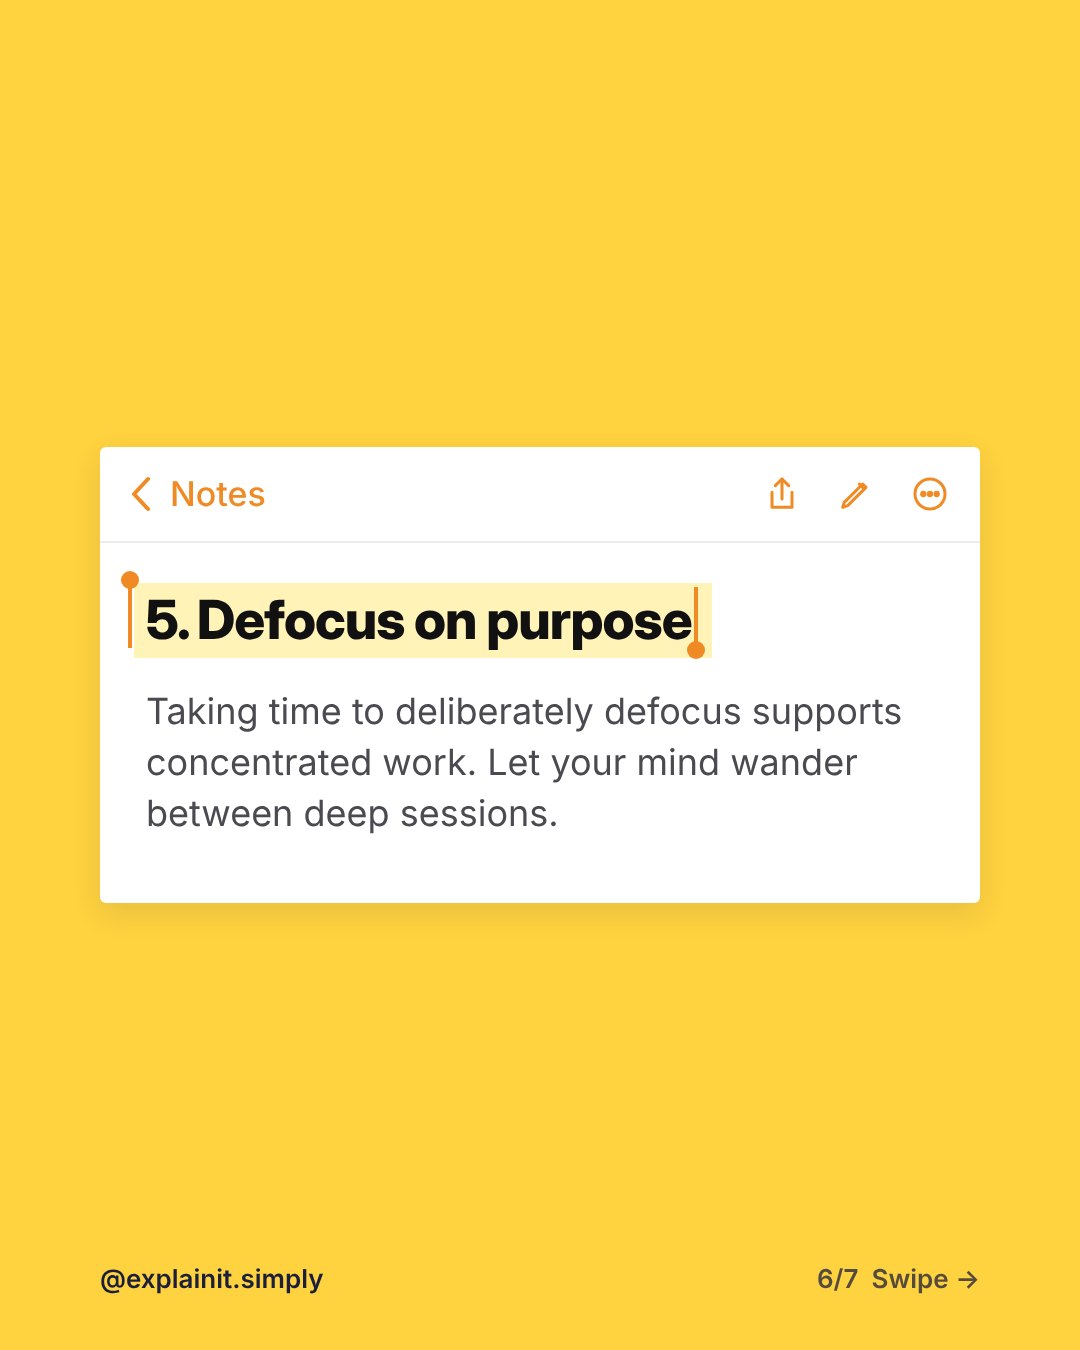 Notes
5. Defocus on purpose
Taking time to deliberately defocus supports
concentrated work. Let your mind wander
between deep sessions.
@explainit.simply
6/7 Swipe →